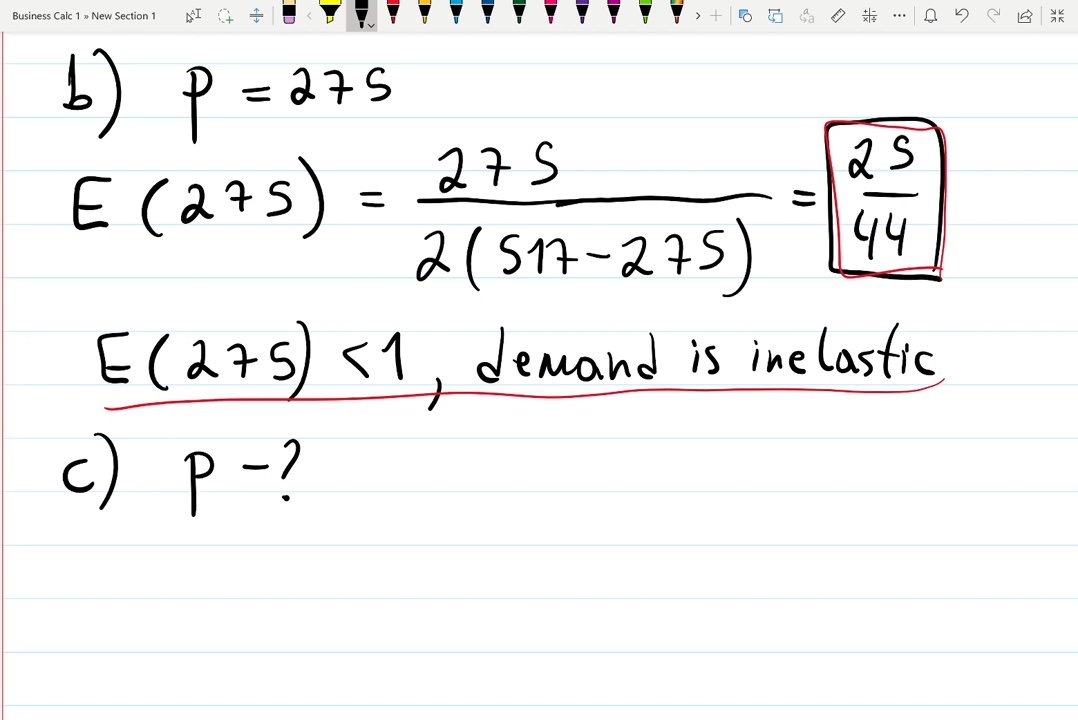 Business Calc 1 » New Section 1
b) p = 275
E(275) = 275 / 2(517-275) = 25/44
E(275) < 1, demand is inelastic
c) p - ?